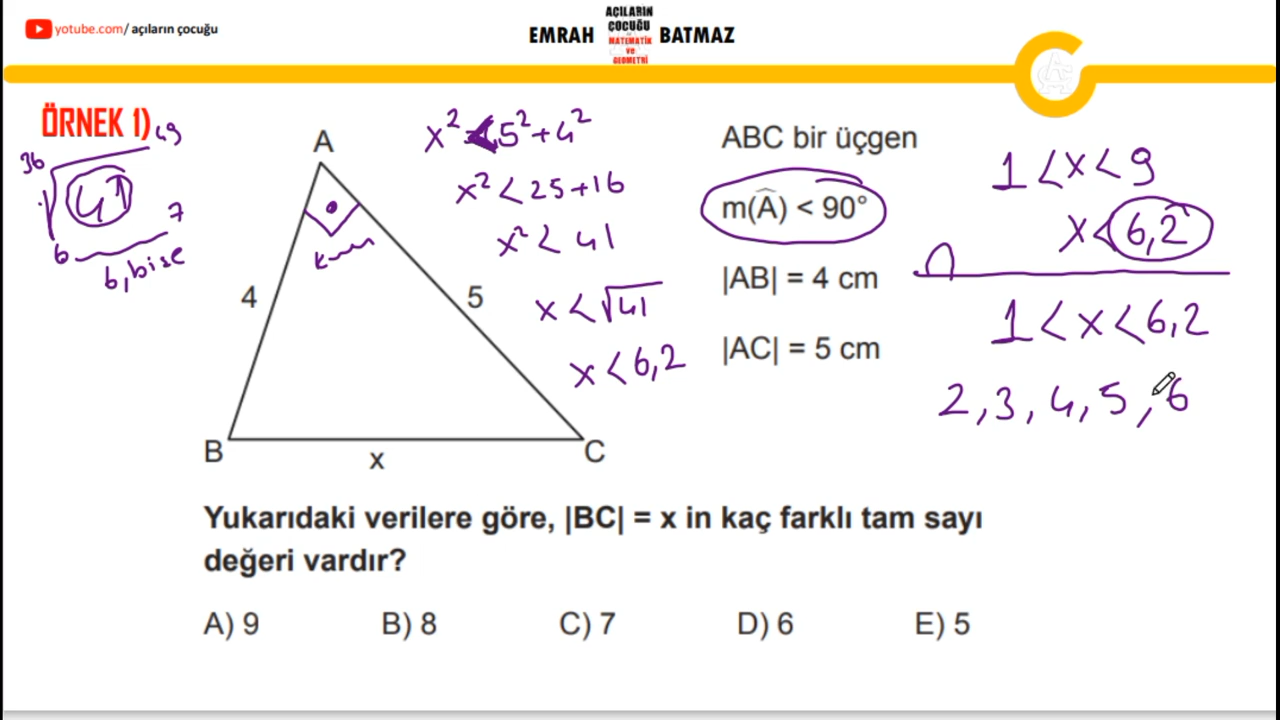 yotube.com/ açıların çocuğu
EMRAH
AÇILARIN
ÇOCUĞU
MATEMATİK
ve
GEOMETRİ
BATMAZ
ÖRNEK 1)
36
49
41
6
7
6,bise
A
4
5
B
x
C
x² < 5² + 4²
x² < 25 + 16
x² < 41
x < √41
x < 6,2
ABC bir üçgen
m(Â) < 90°
|AB| = 4 cm
|AC| = 5 cm
1 < x < 9
x < 6,2
1 < x < 6,2
2, 3, 4, 5, 6
Yukarıdaki verilere göre, |BC| = x in kaç farklı tam sayı
değeri vardır?
A) 9 B) 8 C) 7 D) 6 E) 5